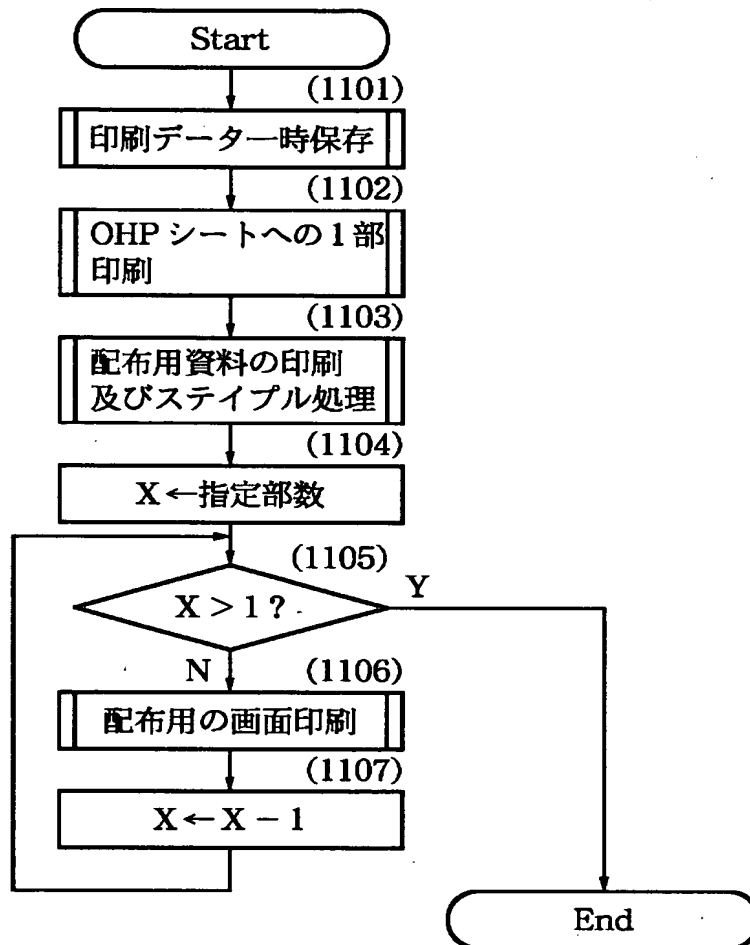 Start
(1101)
印刷データ一時保存
(1102)
OHPシートへの1部
印刷
(1103)
配布用資料の印刷
及びステイプル処理
(1104)
X←指定部数
(1105)
X > 1 ?
Y
N
(1106)
配布用の画面印刷
(1107)
X←X－1
End